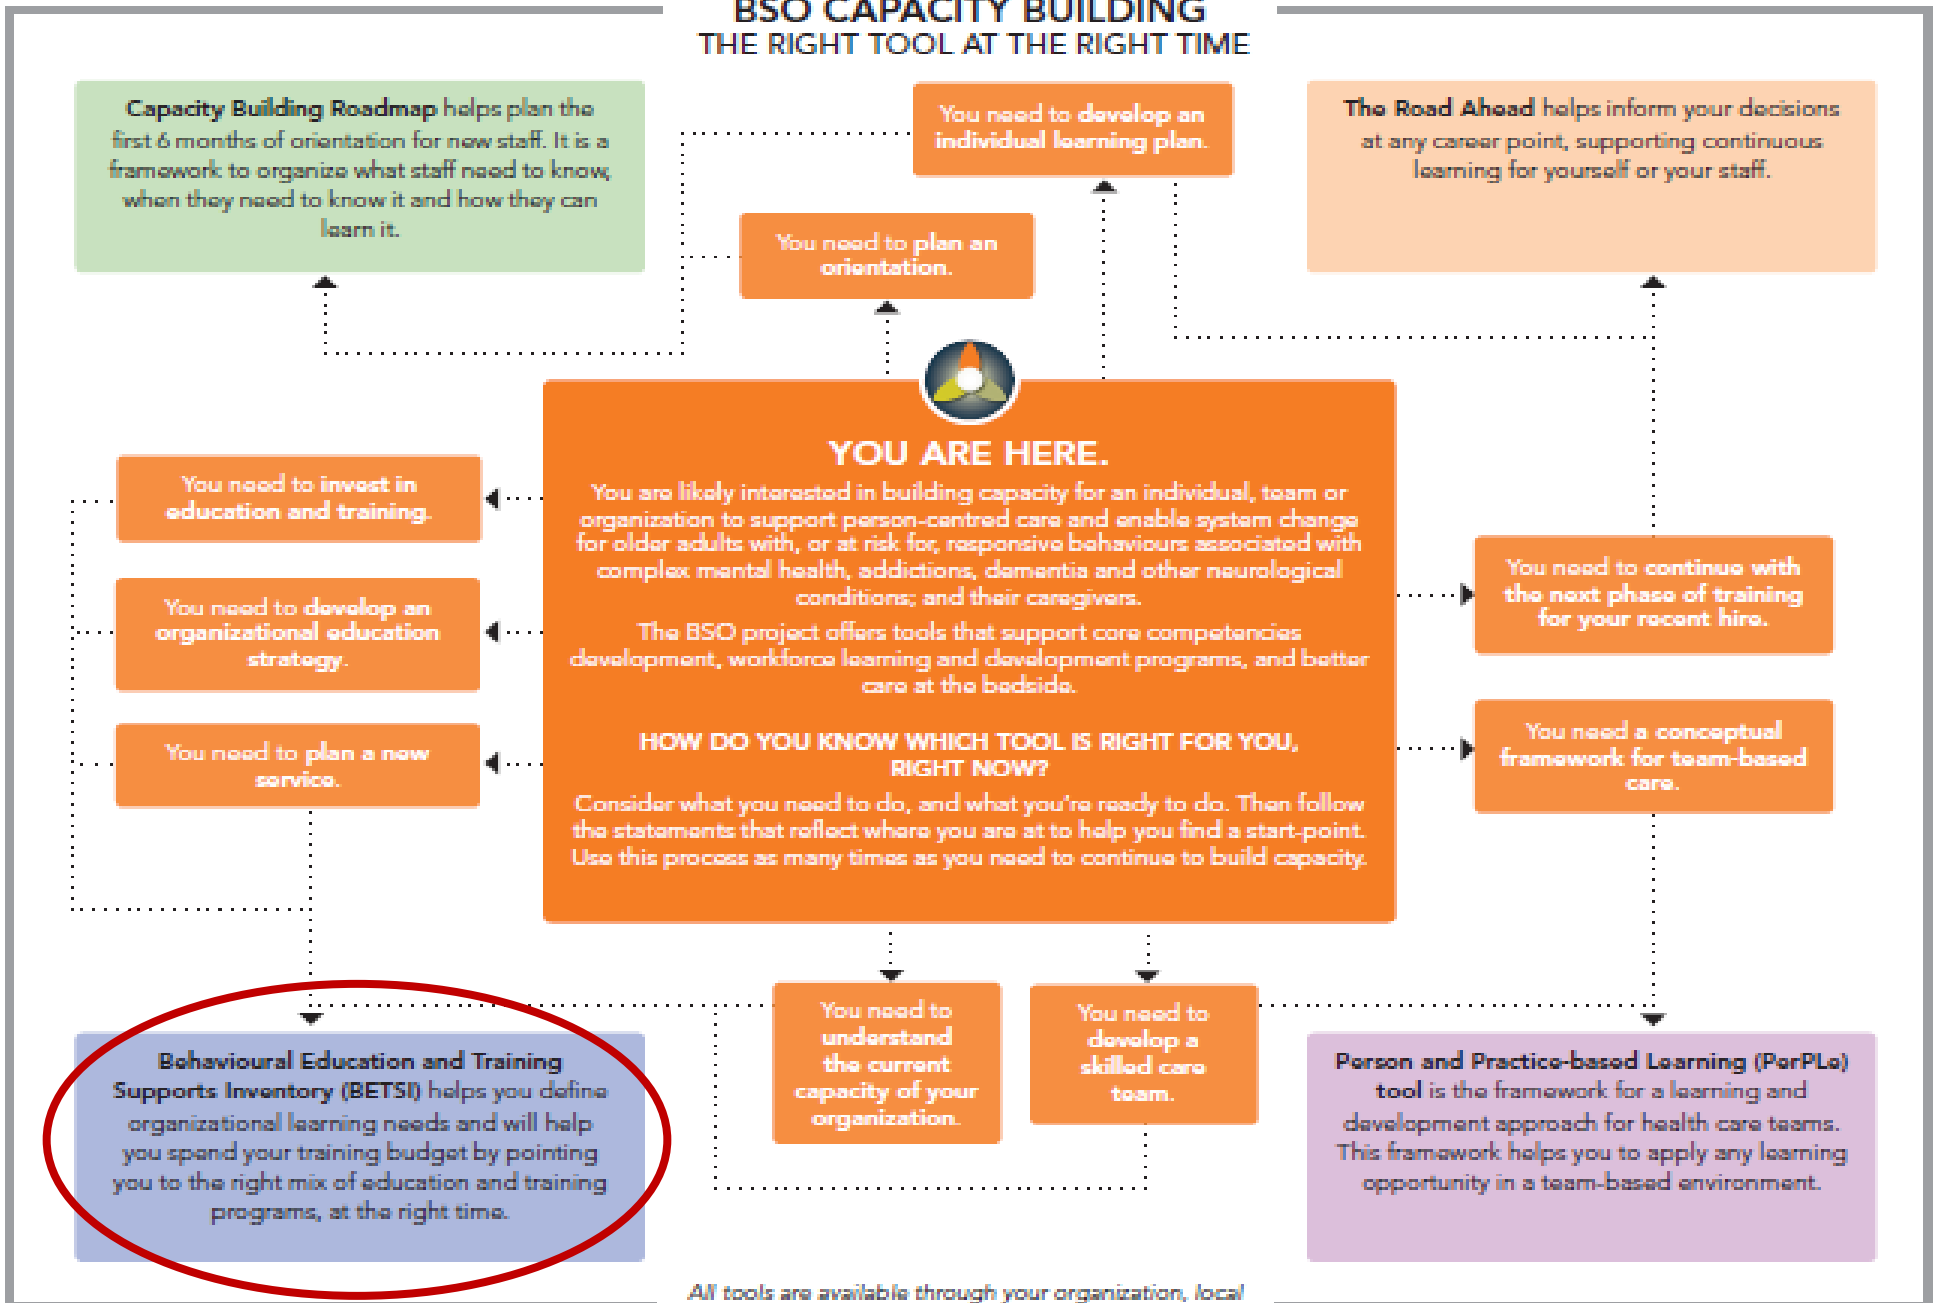 BSO CAPACITY BUILDING
THE RIGHT TOOL AT THE RIGHT TIME
Capacity Building Roadmap helps plan the
first 6 months of orientation for new staff. It is a
framework to organize what staff need to know,
when they need to know it and how they can
learn it.
You need to develop an
individual learning plan.
The Road Ahead helps inform your decisions
at any career point, supporting continuous
learning for yourself or your staff.
You need to plan an
orientation.
YOU ARE HERE.
You are likely interested in building capacity for an individual, team or
organization to support person-centred care and enable system change
for older adults with, or at risk for, responsive behaviours associated with
complex mental health, addictions, dementia and other neurological
conditions; and their caregivers.
The BSO project offers tools that support core competencies
development, workforce learning and development programs, and better
care at the bedside.
HOW DO YOU KNOW WHICH TOOL IS RIGHT FOR YOU,
RIGHT NOW?
Consider what you need to do, and what you're ready to do. Then follow
the statements that reflect where you are at to help you find a start-point.
Use this process as many times as you need to continue to build capacity.
You need to invest in
education and training.
You need to develop an
organizational education
strategy.
You need to plan a new
service.
You need to continue with
the next phase of training
for your recent hire.
You need a conceptual
framework for team-based
care.
You need to
understand
the current
capacity of your
organization.
You need to
develop a
skilled care
team.
Behavioural Education and Training
Supports Inventory (BETSI) helps you define
organizational learning needs and will help
you spend your training budget by pointing
you to the right mix of education and training
programs, at the right time.
Person and Practice-based Learning (PerPLe)
tool is the framework for a learning and
development approach for health care teams.
This framework helps you to apply any learning
opportunity in a team-based environment.
All tools are available through your organization, local